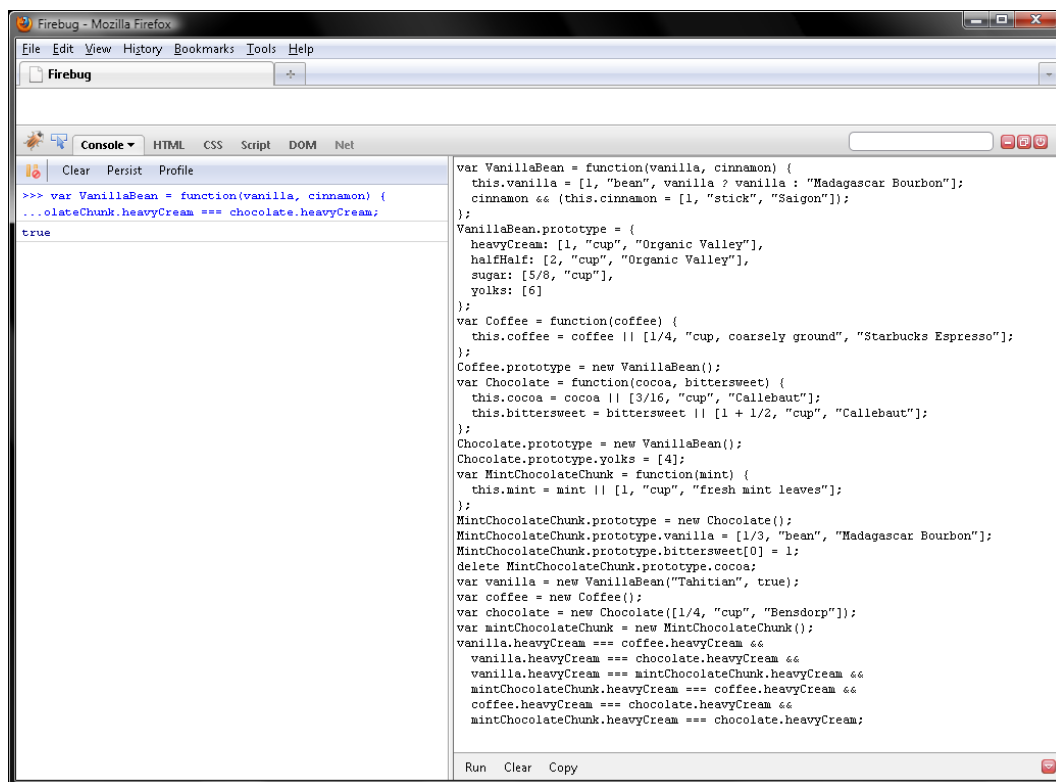 Firebug - Mozilla Firefox
File Edit View History Bookmarks Tools Help
Firebug
Console HTML CSS Script DOM Net
Clear Persist Profile
>>> var VanillaBean = function(vanilla, cinnamon) {
...olateChunk.heavyCream === chocolate.heavyCream;
true
var VanillaBean = function(vanilla, cinnamon) {
  this.vanilla = [1, "bean", vanilla ? vanilla : "Madagascar Bourbon"];
  cinnamon && (this.cinnamon = [1, "stick", "Saigon"]);
};
VanillaBean.prototype = {
  heavyCream: [1, "cup", "Organic Valley"],
  halfHalf: [2, "cup", "Organic Valley"],
  sugar: [5/8, "cup"],
  yolks: [6]
};
var Coffee = function(coffee) {
  this.coffee = coffee || [1/4, "cup, coarsely ground", "Starbucks Espresso"];
};
Coffee.prototype = new VanillaBean();
var Chocolate = function(cocoa, bittersweet) {
  this.cocoa = cocoa || [3/16, "cup", "Callebaut"];
  this.bittersweet = bittersweet || [1 + 1/2, "cup", "Callebaut"];
};
Chocolate.prototype = new VanillaBean();
Chocolate.prototype.yolks = [4];
var MintChocolateChunk = function(mint) {
  this.mint = mint || [1, "cup", "fresh mint leaves"];
};
MintChocolateChunk.prototype = new Chocolate();
MintChocolateChunk.prototype.vanilla = [1/3, "bean", "Madagascar Bourbon"];
MintChocolateChunk.prototype.bittersweet[0] = 1;
delete MintChocolateChunk.prototype.cocoa;
var vanilla = new VanillaBean("Tahitian", true);
var coffee = new Coffee();
var chocolate = new Chocolate([1/4, "cup", "Bensdorp"]);
var mintChocolateChunk = new MintChocolateChunk();
vanilla.heavyCream === coffee.heavyCream &&
  vanilla.heavyCream === chocolate.heavyCream &&
  vanilla.heavyCream === mintChocolateChunk.heavyCream &&
  mintChocolateChunk.heavyCream === coffee.heavyCream &&
  coffee.heavyCream === chocolate.heavyCream &&
  mintChocolateChunk.heavyCream === chocolate.heavyCream;
Run Clear Copy